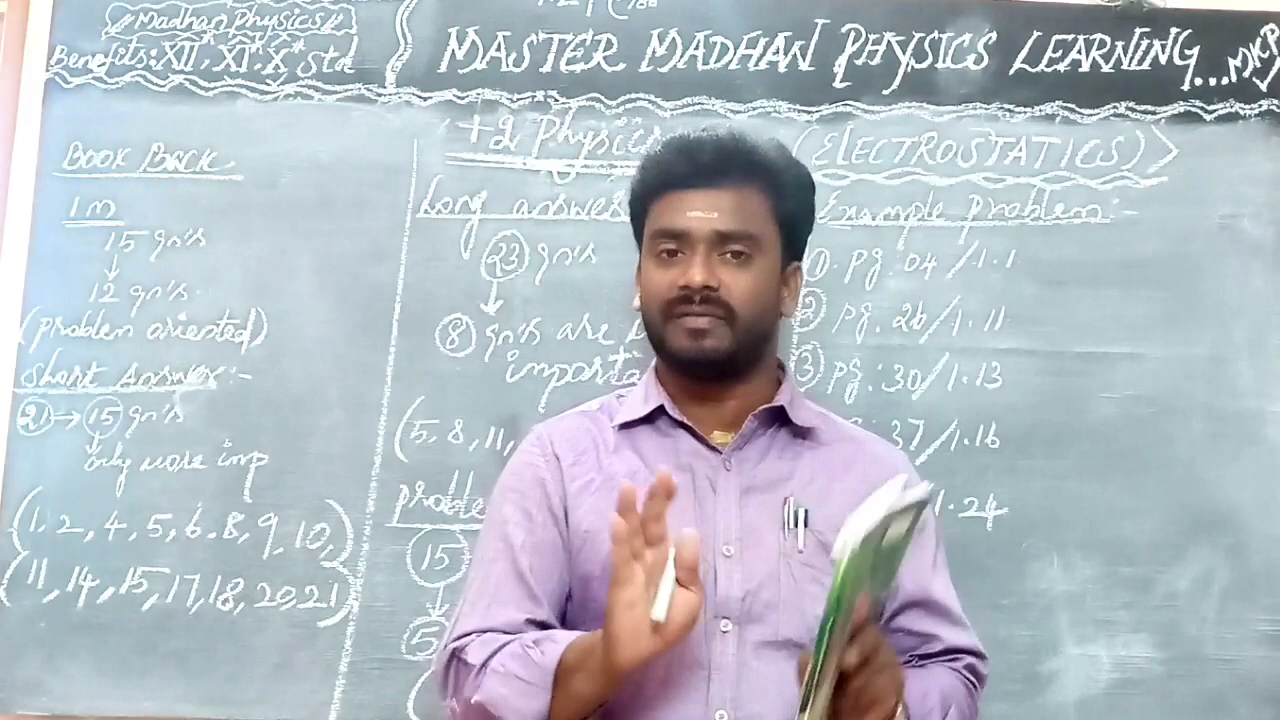 Madhan Physics
Benefits: XII, XI, X, std
MASTER MADHAN PHYSICS LEARNING... MKP
+2 Physics
(ELECTROSTATICS)
BOOK BACK
1m
15 qn's
12 qn's
(problem oriented)
Short Answer:-
21→15 qn's
only more imp
(1, 2, 4, 5, 6, 8, 9, 10,
11, 14, 15, 17, 18, 20, 21)
Long answer
23 qn's
8 qn's are
(5, 8, 11,
15
5
(
Example problem:-
1. pg. 04/1.1
2 pg. 26/1.11
3 pg. 30/1.13
37/1.16
1.24